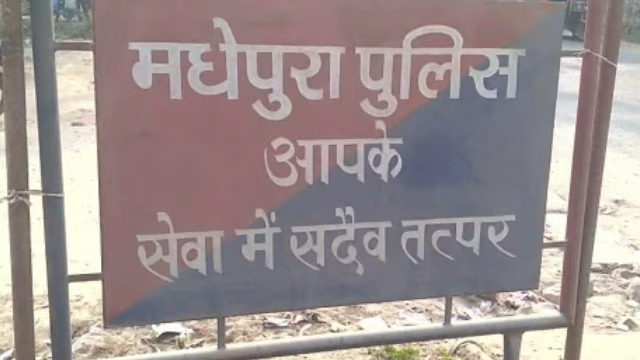 मधेपुरा पुलिस
आपके
सेवा में सदैव तत्पर